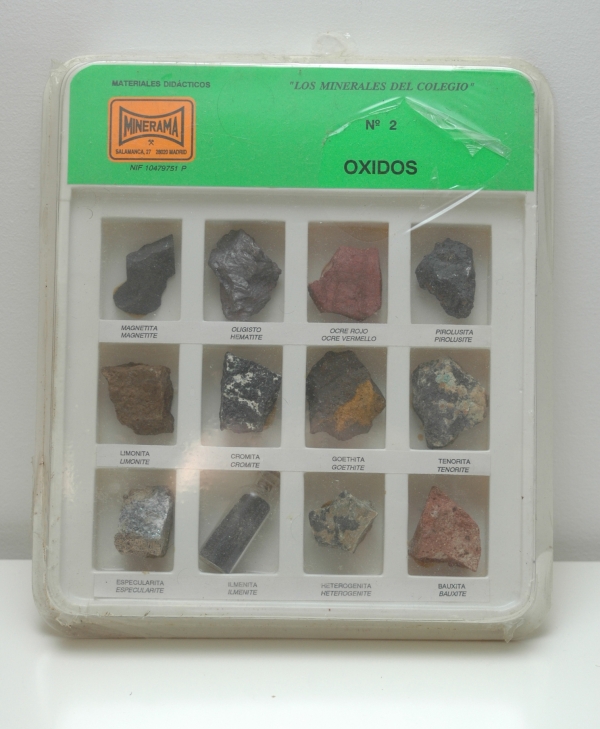 MATERIALES DIDÁCTICOS
"LOS MINERALES DEL COLEGIO"
MINERAMA
SALAMANCA, 27 28020 MADRID
NIF 10479751 P
Nº 2
OXIDOS
MAGNETITA
MAGNETITE
OLIGISTO
HEMATITE
OCRE ROJO
OCRE VERMELLO
PIROLUSITA
PIROLUSITE
LIMONITA
LIMONITE
CROMITA
CROMITE
GOETHITA
GOETHITE
TENORITA
TENORITE
ESPECULARITA
ESPECULARITE
ILMENITA
ILMENITE
HETEROGENITA
HETEROGENITE
BAUXITA
BAUXITE